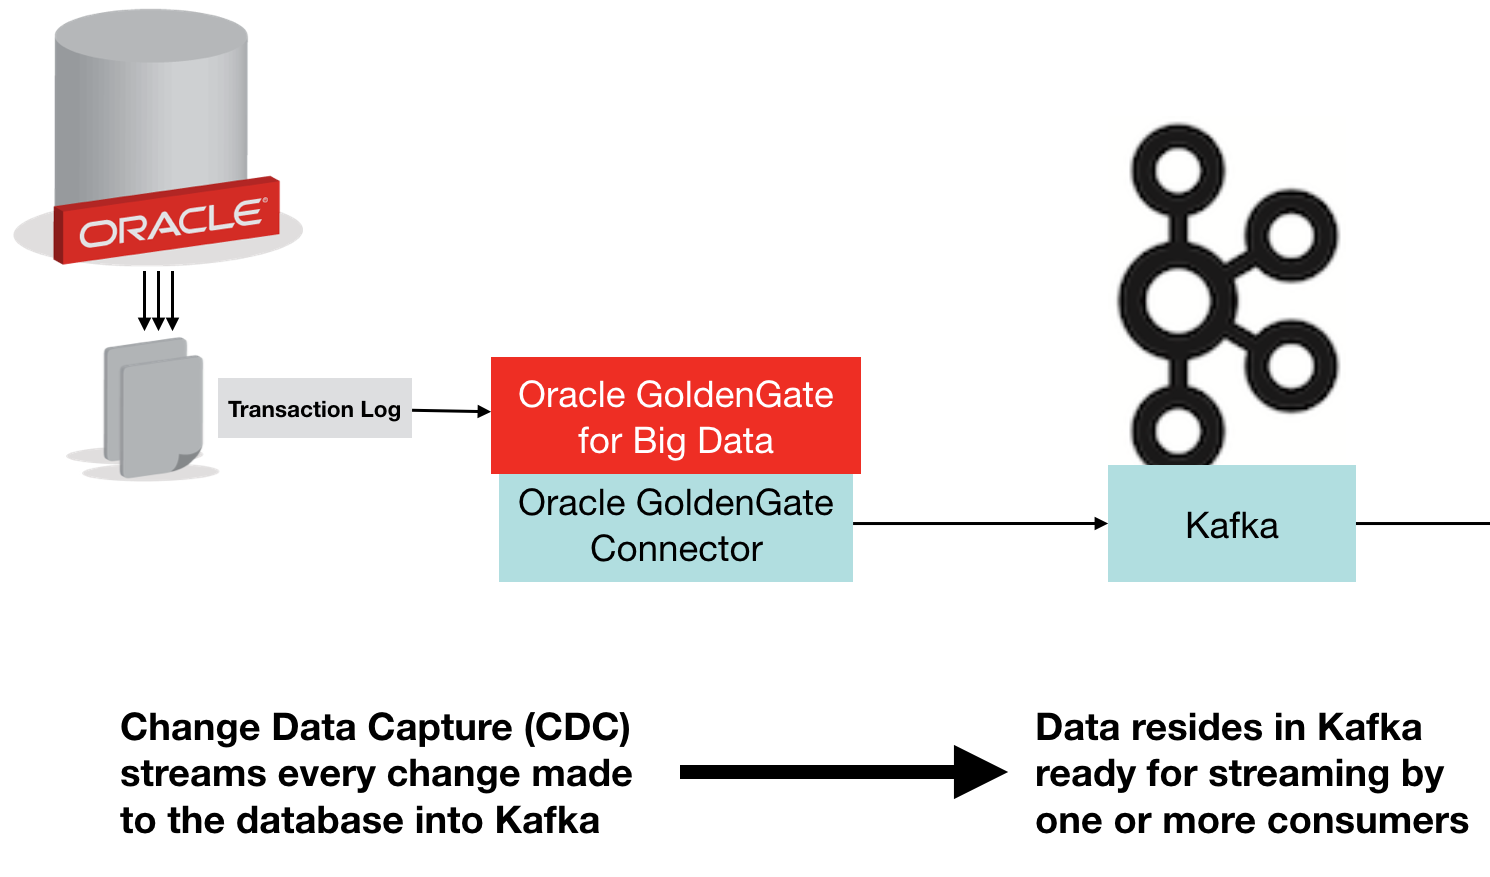 ORACLE
Transaction Log
Oracle GoldenGate
for Big Data
Oracle GoldenGate
Connector
Kafka
Change Data Capture (CDC)
streams every change made
to the database into Kafka
Data resides in Kafka
ready for streaming by
one or more consumers